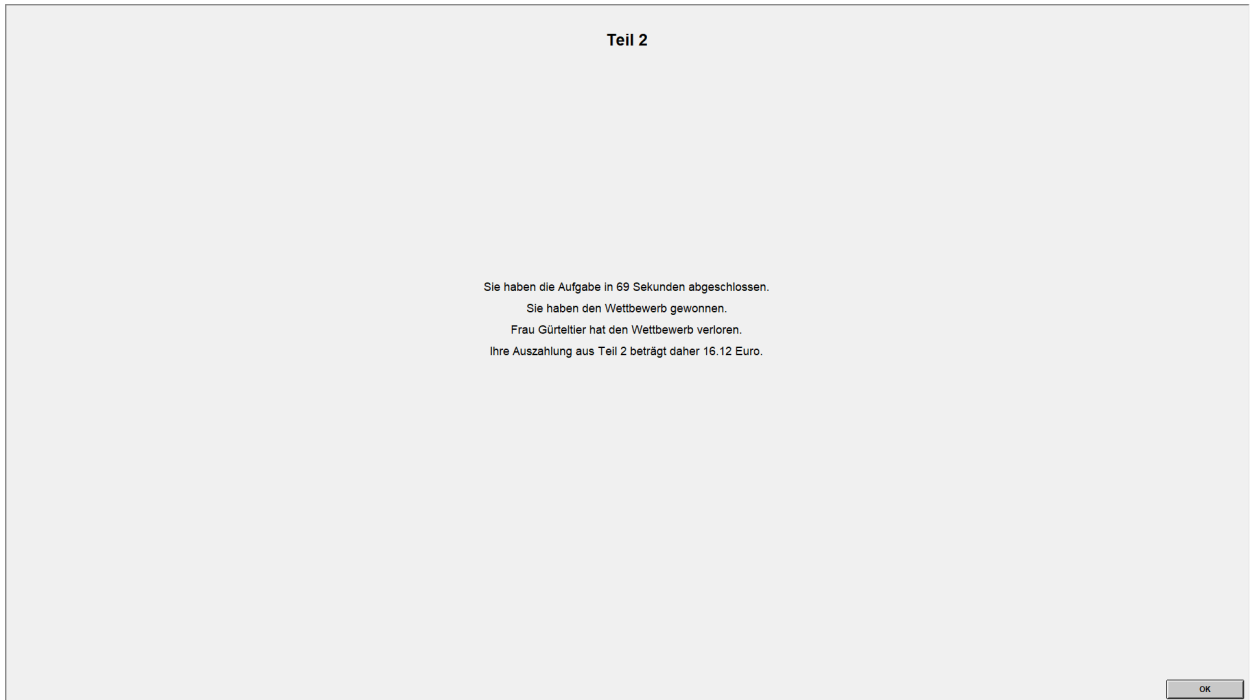 Teil 2
Sie haben die Aufgabe in 69 Sekunden abgeschlossen.
Sie haben den Wettbewerb gewonnen.
Frau Gürteltier hat den Wettbewerb verloren.
Ihre Auszahlung aus Teil 2 beträgt daher 16.12 Euro.
OK